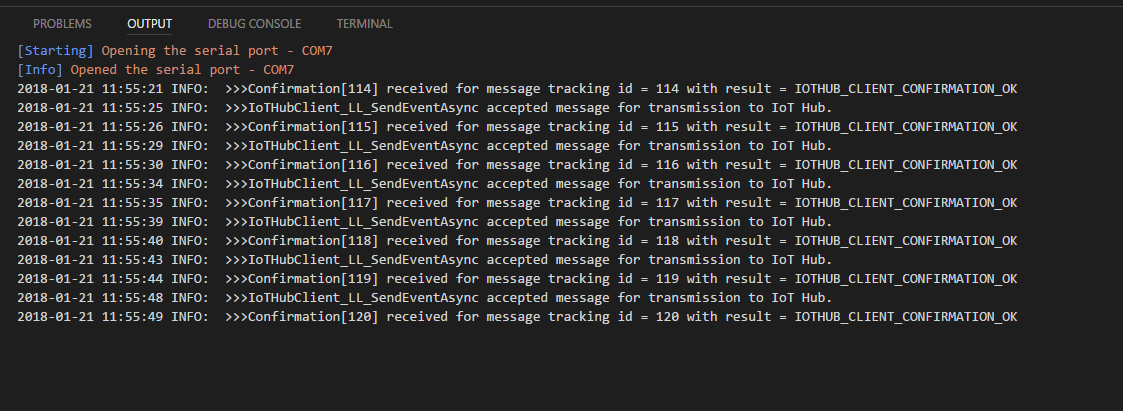 PROBLEMS OUTPUT DEBUG CONSOLE TERMINAL
[Starting] Opening the serial port - COM7
[Info] Opened the serial port - COM7
2018-01-21 11:55:21 INFO:  >>>Confirmation[114] received for message tracking id = 114 with result = IOTHUB_CLIENT_CONFIRMATION_OK
2018-01-21 11:55:25 INFO:  >>>IoTHubClient_LL_SendEventAsync accepted message for transmission to IoT Hub.
2018-01-21 11:55:26 INFO:  >>>Confirmation[115] received for message tracking id = 115 with result = IOTHUB_CLIENT_CONFIRMATION_OK
2018-01-21 11:55:29 INFO:  >>>IoTHubClient_LL_SendEventAsync accepted message for transmission to IoT Hub.
2018-01-21 11:55:30 INFO:  >>>Confirmation[116] received for message tracking id = 116 with result = IOTHUB_CLIENT_CONFIRMATION_OK
2018-01-21 11:55:34 INFO:  >>>IoTHubClient_LL_SendEventAsync accepted message for transmission to IoT Hub.
2018-01-21 11:55:35 INFO:  >>>Confirmation[117] received for message tracking id = 117 with result = IOTHUB_CLIENT_CONFIRMATION_OK
2018-01-21 11:55:39 INFO:  >>>IoTHubClient_LL_SendEventAsync accepted message for transmission to IoT Hub.
2018-01-21 11:55:40 INFO:  >>>Confirmation[118] received for message tracking id = 118 with result = IOTHUB_CLIENT_CONFIRMATION_OK
2018-01-21 11:55:43 INFO:  >>>IoTHubClient_LL_SendEventAsync accepted message for transmission to IoT Hub.
2018-01-21 11:55:44 INFO:  >>>Confirmation[119] received for message tracking id = 119 with result = IOTHUB_CLIENT_CONFIRMATION_OK
2018-01-21 11:55:48 INFO:  >>>IoTHubClient_LL_SendEventAsync accepted message for transmission to IoT Hub.
2018-01-21 11:55:49 INFO:  >>>Confirmation[120] received for message tracking id = 120 with result = IOTHUB_CLIENT_CONFIRMATION_OK